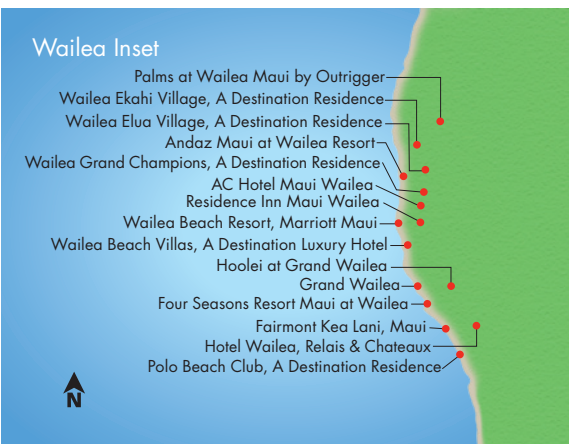 Wailea Inset
Palms at Wailea Maui by Outrigger
Wailea Ekahi Village, A Destination Residence
Wailea Elua Village, A Destination Residence
Andaz Maui at Wailea Resort
Wailea Grand Champions, A Destination Residence
AC Hotel Maui Wailea
Residence Inn Maui Wailea
Wailea Beach Resort, Marriott Maui
Wailea Beach Villas, A Destination Luxury Hotel
Hoolei at Grand Wailea
Grand Wailea
Four Seasons Resort Maui at Wailea
Fairmont Kea Lani, Maui
Hotel Wailea, Relais & Chateaux
Polo Beach Club, A Destination Residence
N